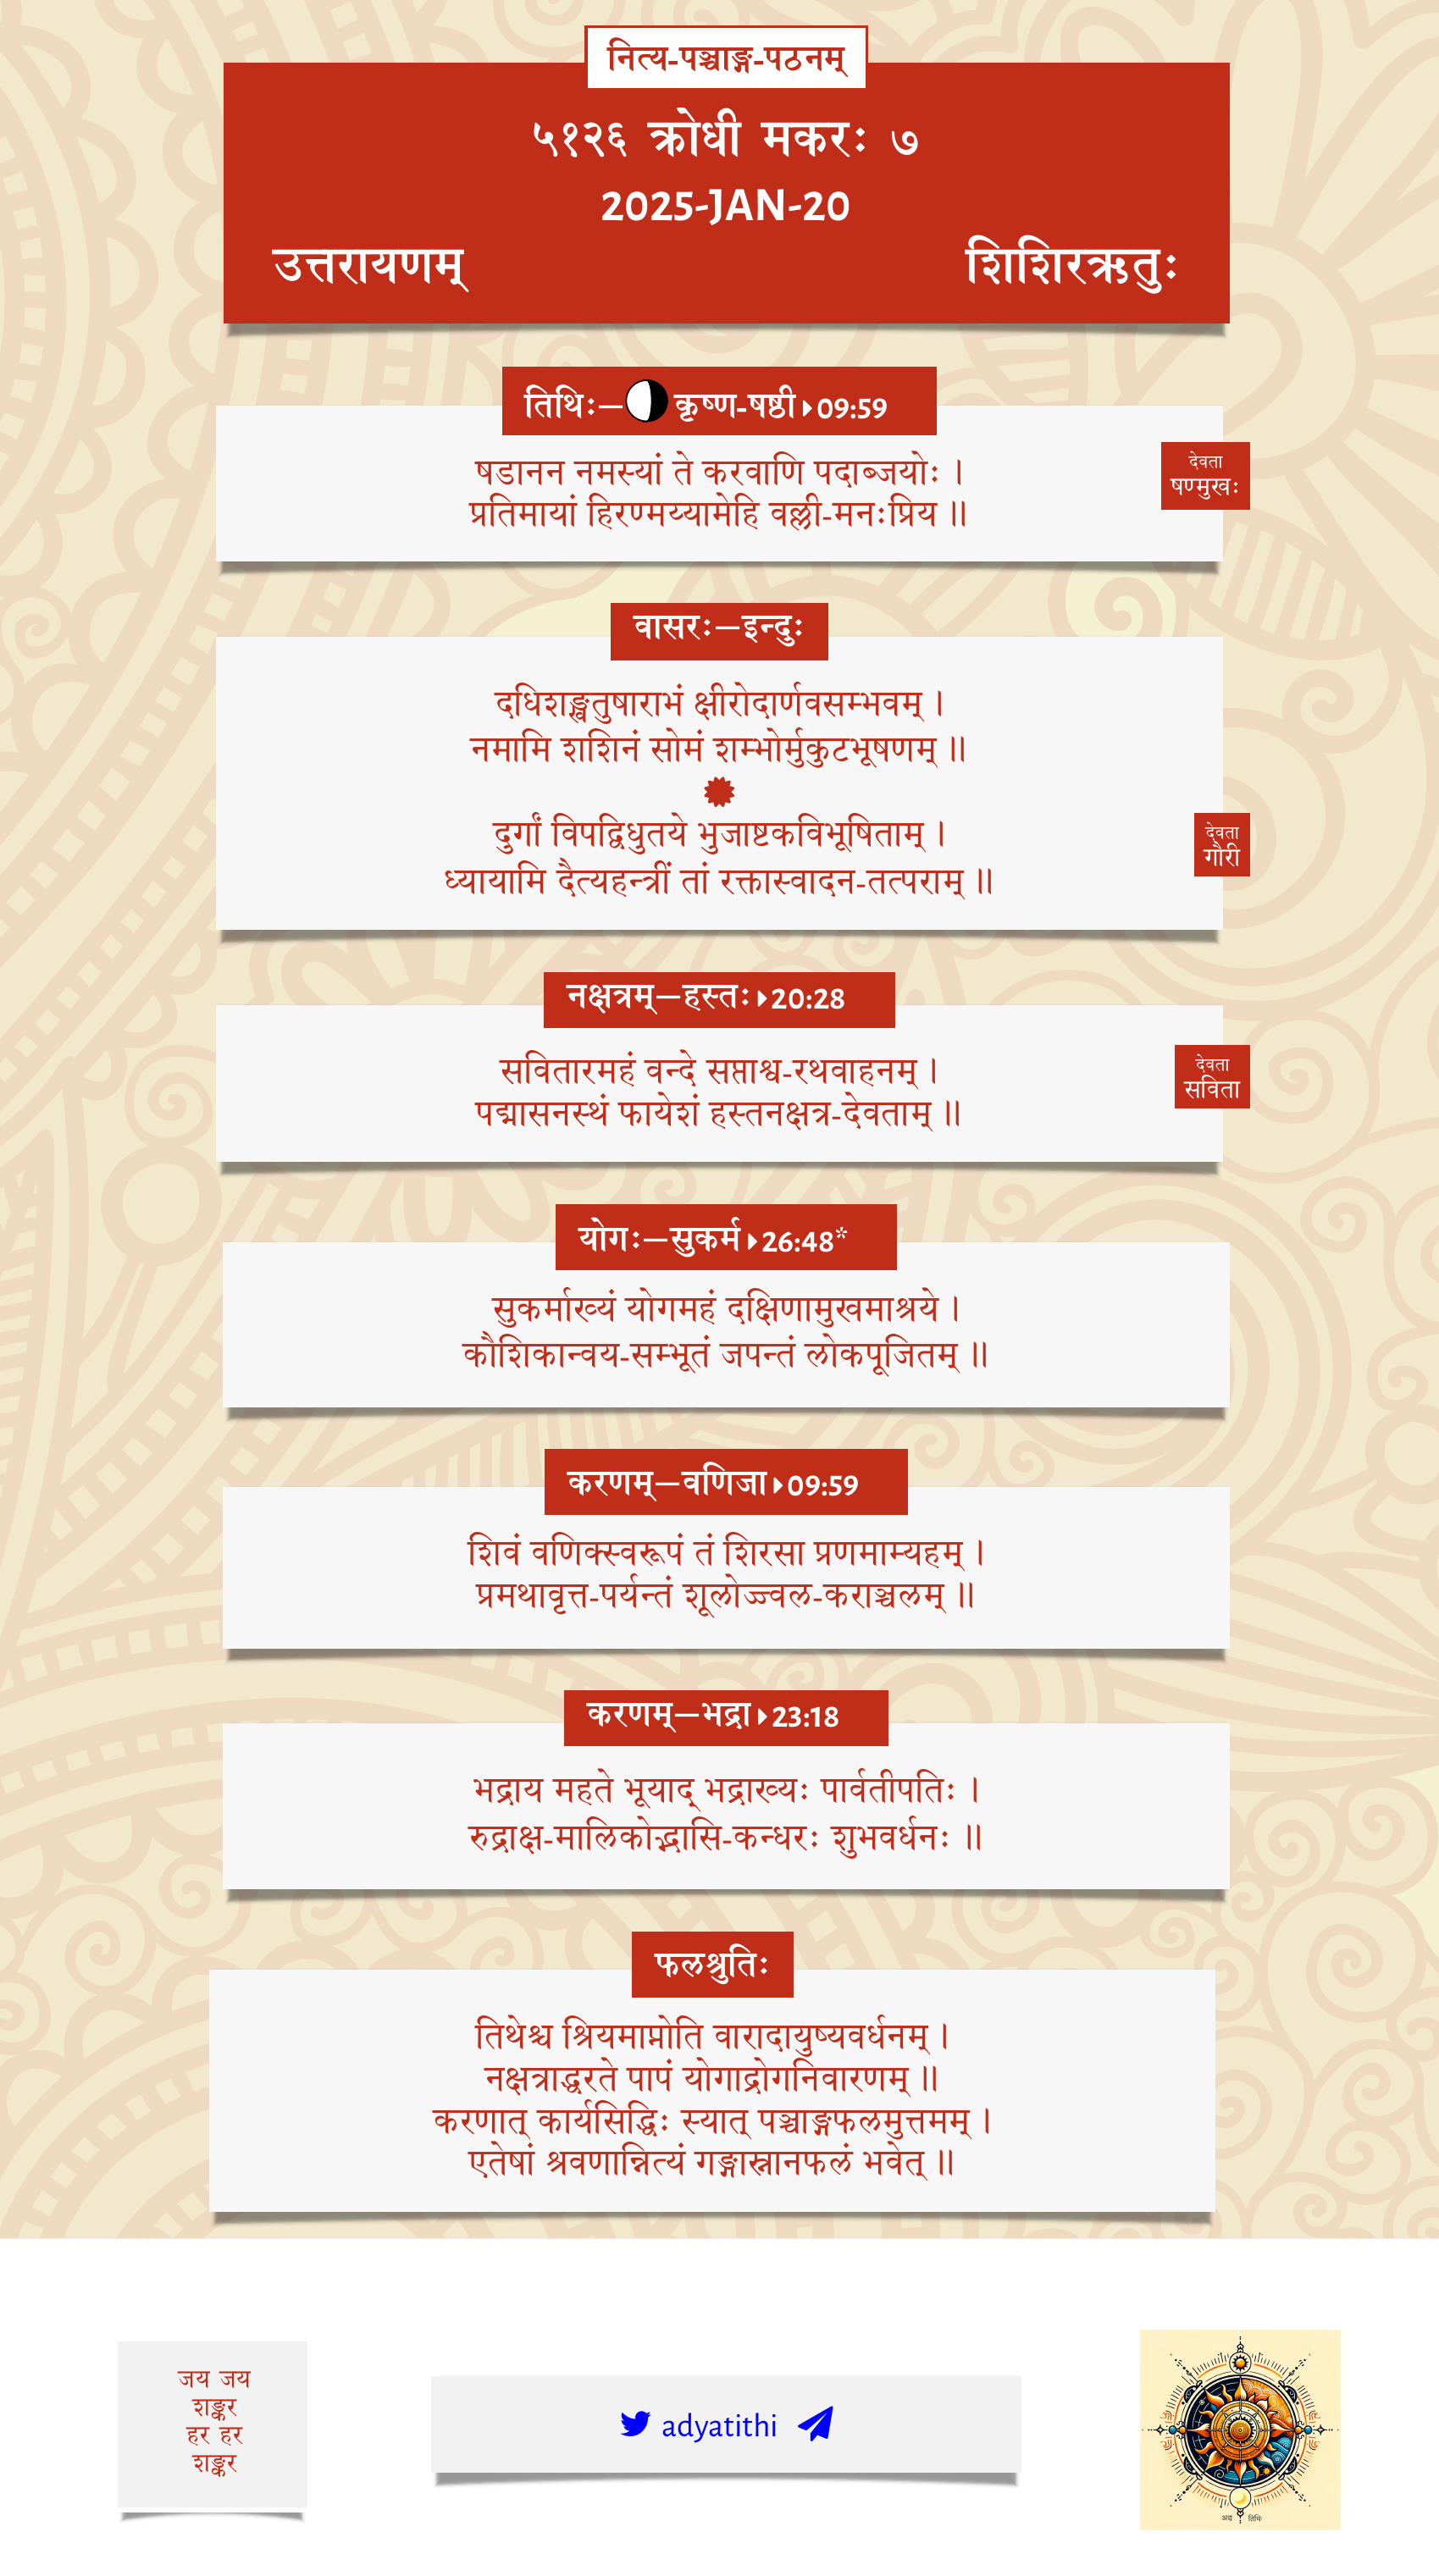 नित्य-पञ्चाङ्ग-पठनम्
५१२६ क्रोधी मकरः ७
2025-JAN-20
उत्तरायणम्
शिशिरऋतुः
तिथिः— कृष्ण-षष्ठी 09:59
षडानन नमस्यां ते करवाणि पदाब्जयोः ।
प्रतिमायां हिरण्मय्यामेहि वल्ली-मनःप्रिय ॥
देवता
षण्मुखः
वासरः—इन्दुः
दधिशङ्खतुषाराभं क्षीरोदार्णवसम्भवम् ।
नमामि शशिनं सोमं शम्भोर्मुकुटभूषणम् ॥
दुर्गां विपद्विधुतये भुजाष्टकविभूषिताम् ।
ध्यायामि दैत्यहन्त्रीं तां रक्तास्वादन-तत्पराम् ॥
देवता
गौरी
नक्षत्रम्—हस्तः 20:28
सवितारमहं वन्दे सप्ताश्व-रथवाहनम् ।
पद्मासनस्थं फायेशं हस्तनक्षत्र-देवताम् ॥
देवता
सविता
योगः—सुकर्म 26:48*
सुकर्माख्यं योगमहं दक्षिणामुखमाश्रये ।
कौशिकान्वय-सम्भूतं जपन्तं लोकपूजितम् ॥
करणम्—वणिजा 09:59
शिवं वणिक्स्वरूपं तं शिरसा प्रणमाम्यहम् ।
प्रमथावृत्त-पर्यन्तं शूलोज्ज्वल-कराञ्चलम् ॥
करणम्—भद्रा 23:18
भद्राय महते भूयाद् भद्राख्यः पार्वतीपतिः ।
रुद्राक्ष-मालिकोद्भासि-कन्धरः शुभवर्धनः ॥
फलश्रुतिः
तिथेश्च श्रियमाप्नोति वारादायुष्यवर्धनम् ।
नक्षत्राद्धरते पापं योगाद्रोगनिवारणम् ॥
करणात् कार्यसिद्धिः स्यात् पञ्चाङ्गफलमुत्तमम् ।
एतेषां श्रवणान्नित्यं गङ्गास्नानफलं भवेत् ॥
जय जय
शङ्कर
हर हर
शङ्कर
adyatithi
अद्य तिथिः